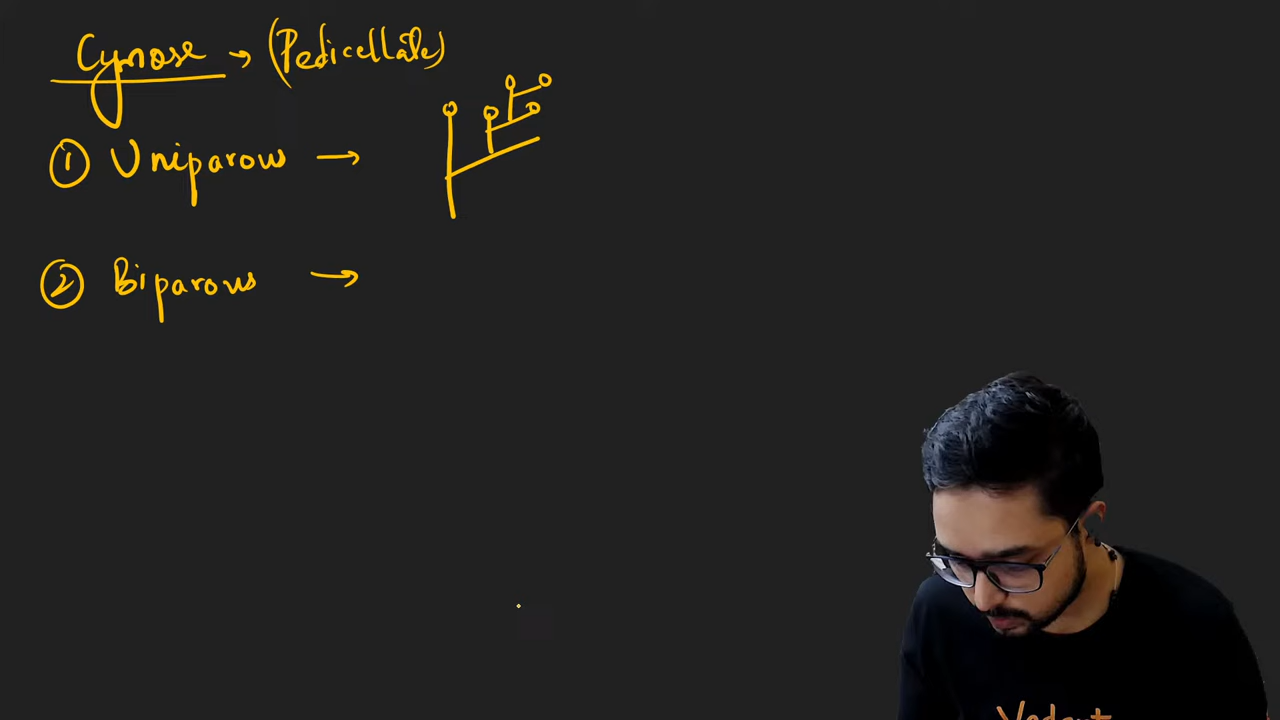 Cymose → (Pedicellate)
① Uniparous →
② Biparous →